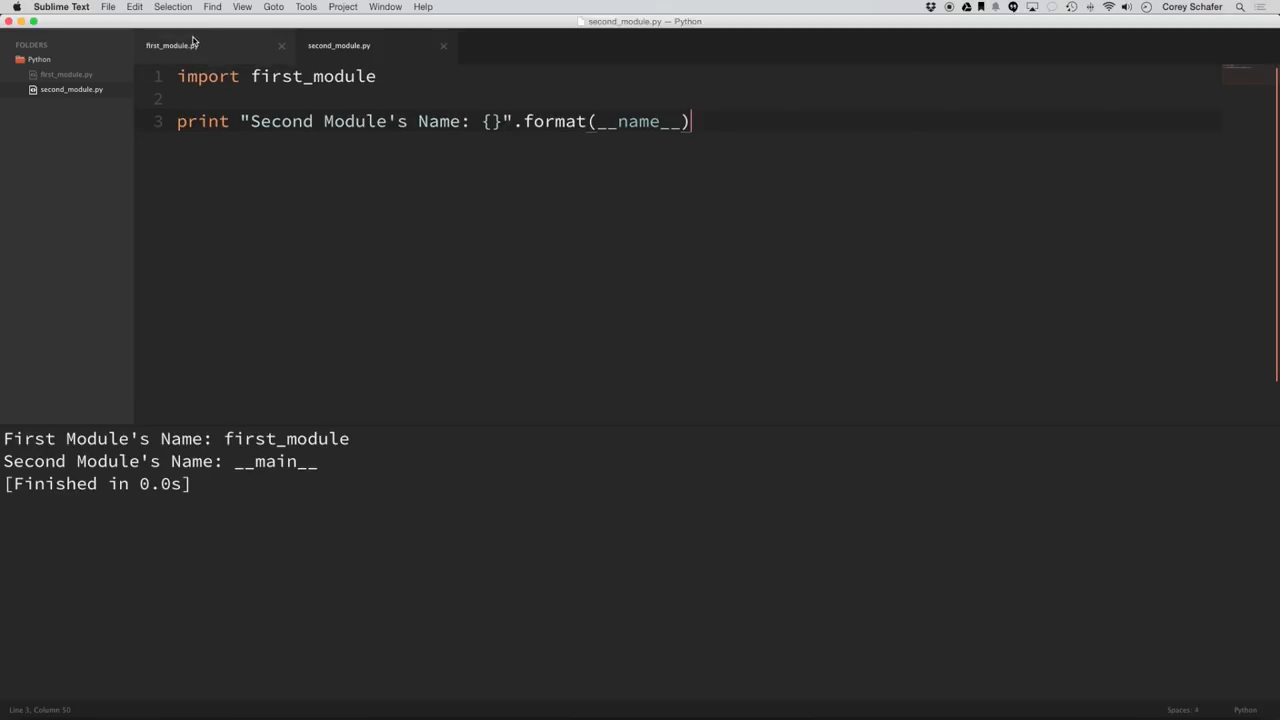 Sublime Text File Edit Selection Find View Goto Tools Project Window Help Corey Schafer
second_module.py — Python
FOLDERS
Python
first_module.py
second_module.py
first_module.py second_module.py
1 import first_module
2
3 print "Second Module's Name: {}".format(__name__)
First Module's Name: first_module
Second Module's Name: __main__
[Finished in 0.0s]
Line 3, Column 50 Spaces: 4 Python